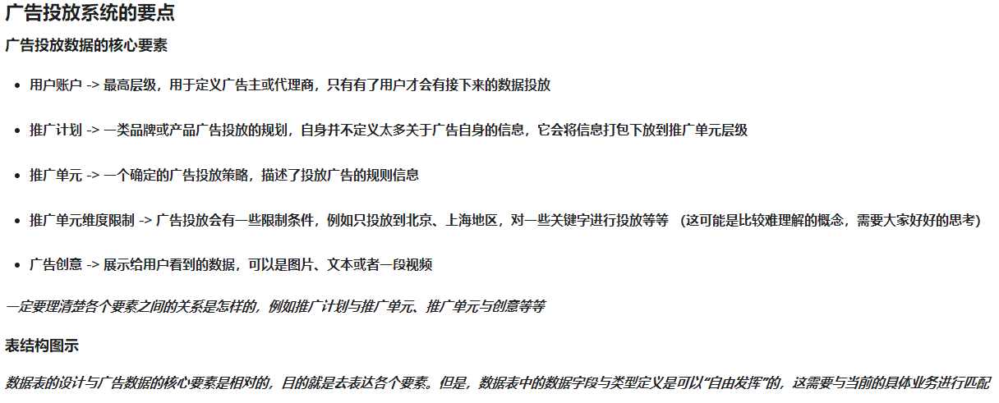 广告投放系统的要点
广告投放数据的核心要素
• 用户账户 -> 最高层级，用于定义广告主或代理商，只有有了用户才会有接下来的数据投放
• 推广计划 -> 一类品牌或产品广告投放的规划，自身并不定义太多关于广告自身的信息，它会将信息打包下放到推广单元层级
• 推广单元 -> 一个确定的广告投放策略，描述了投放广告的规则信息
• 推广单元维度限制 -> 广告投放会有一些限制条件，例如只投放到北京、上海地区，对一些关键字进行投放等等 （这可能是比较难理解的概念，需要大家好好的思考）
• 广告创意 -> 展示给用户看到的数据，可以是图片、文本或者一段视频
一定要理清楚各个要素之间的关系是怎样的，例如推广计划与推广单元、推广单元与创意等等
表结构图示
数据表的设计与广告数据的核心要素是相对的，目的就是去表达各个要素。但是，数据表中的数据字段与类型定义是可以“自由发挥”的，这需要与当前的具体业务进行匹配